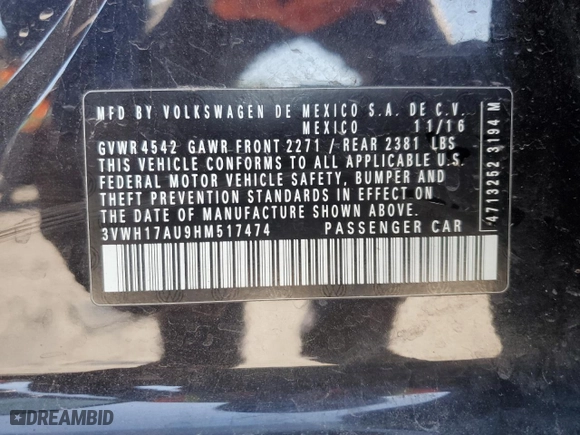 MFD BY VOLKSWAGEN DE MEXICO S.A. DE C.V.
MEXICO 11/16
GVWR 4542 GAWR FRONT 2271 / REAR 2381 LBS
THIS VEHICLE CONFORMS TO ALL APPLICABLE U.S.
FEDERAL MOTOR VEHICLE SAFETY, BUMPER AND
THEFT PREVENTION STANDARDS IN EFFECT ON
THE DATE OF MANUFACTURE SHOWN ABOVE.
3VWH17AU9HM517474 PASSENGER CAR
4713252 3194 M
DREAMBID